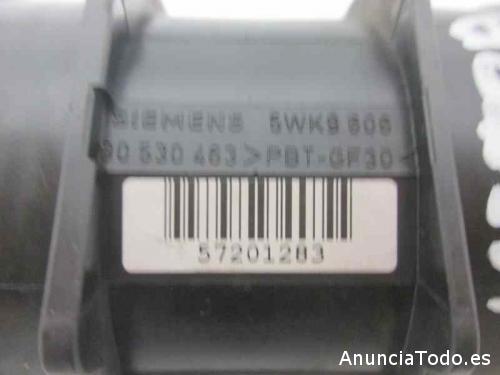 SIEMENS 5WK9 606
90 530 463 >PBT-GF30<
57201283
AnunciaTodo.es